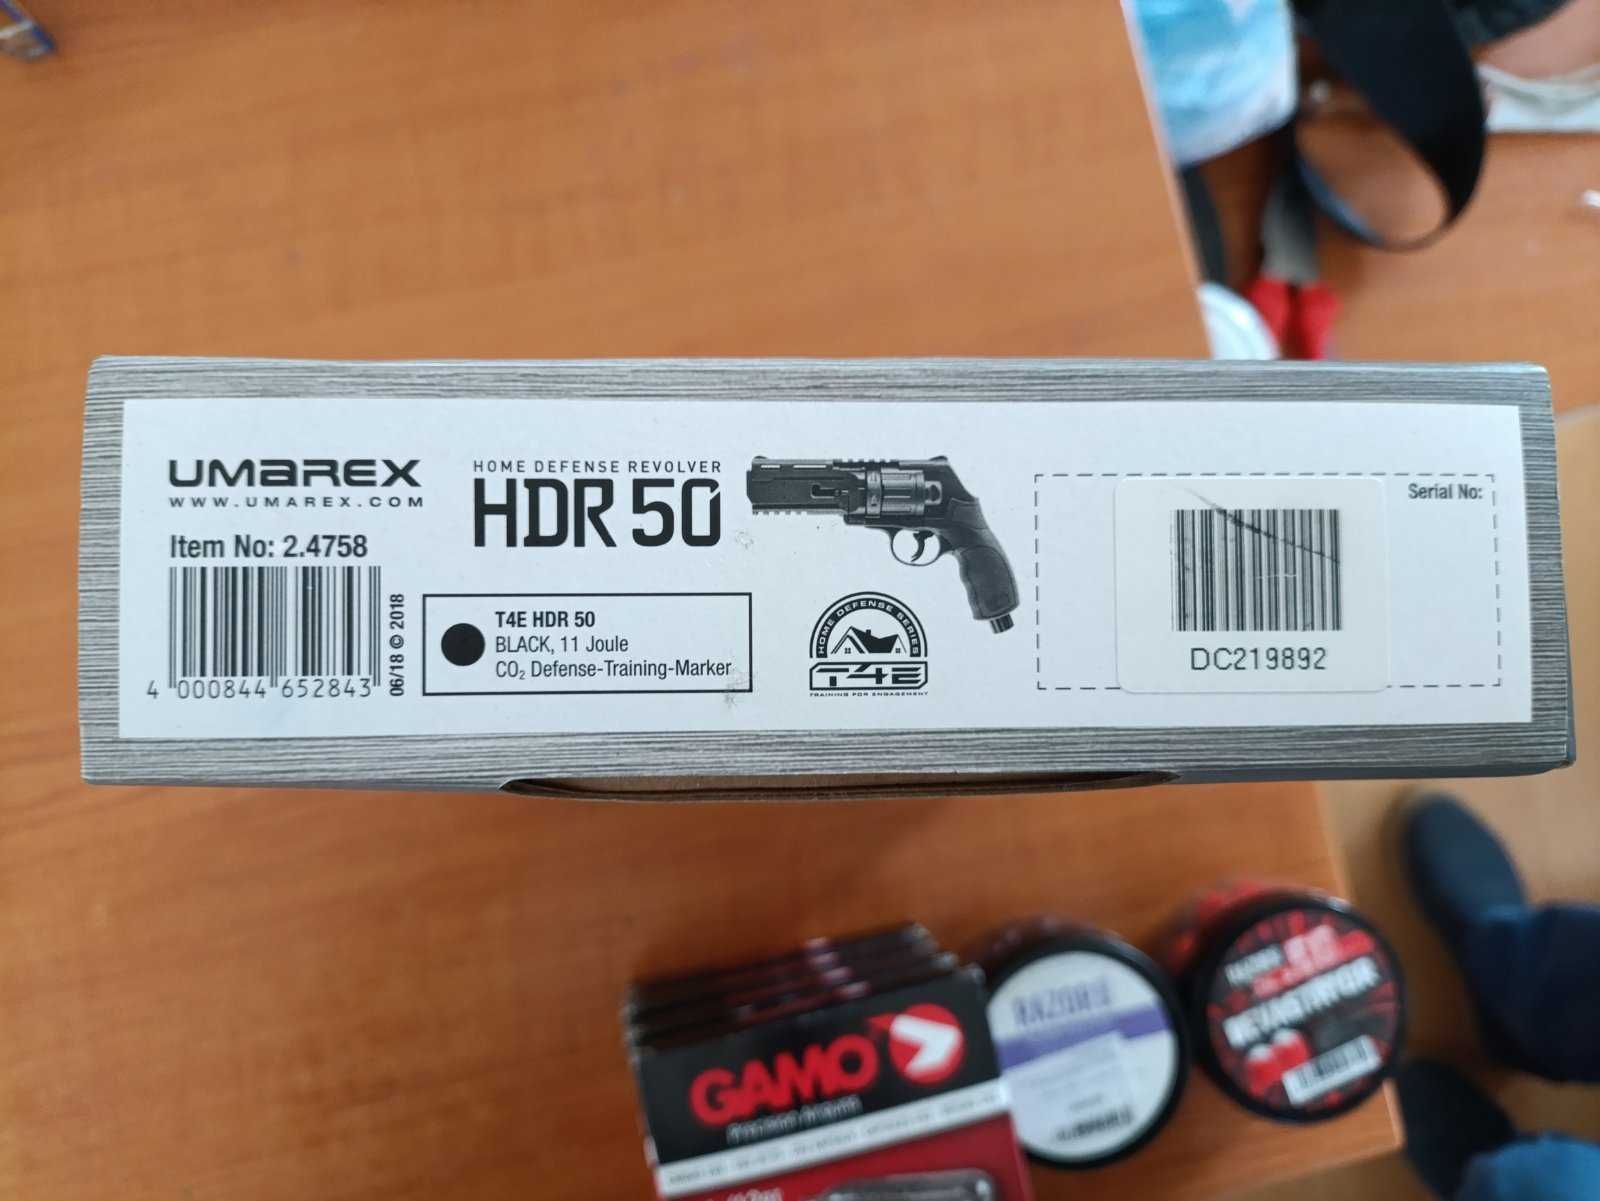 UMAREX
WWW.UMAREX.COM
Item No: 2.4758
4 000844 652843
06/18 © 2018
HOME DEFENSE REVOLVER
HDR 50
T4E HDR 50
BLACK, 11 Joule
CO₂ Defense-Training-Marker
HOME DEFENSE SERIES
T4E
TRAINING FOR ENGAGEMENT
Serial No:
DC219892
GAMO
RAZORS
DEVASTATOR